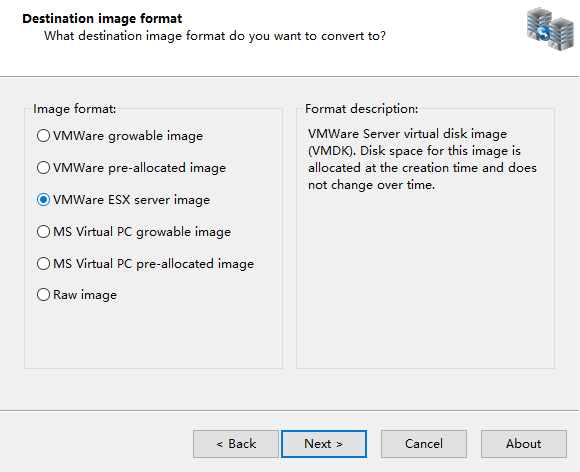 Destination image format
What destination image format do you want to convert to?
Image format:
VMWare growable image
VMWare pre-allocated image
VMWare ESX server image
MS Virtual PC growable image
MS Virtual PC pre-allocated image
Raw image
Format description:
VMWare Server virtual disk image
(VMDK). Disk space for this image is
allocated at the creation time and does
not change over time.
< Back
Next >
Cancel
About